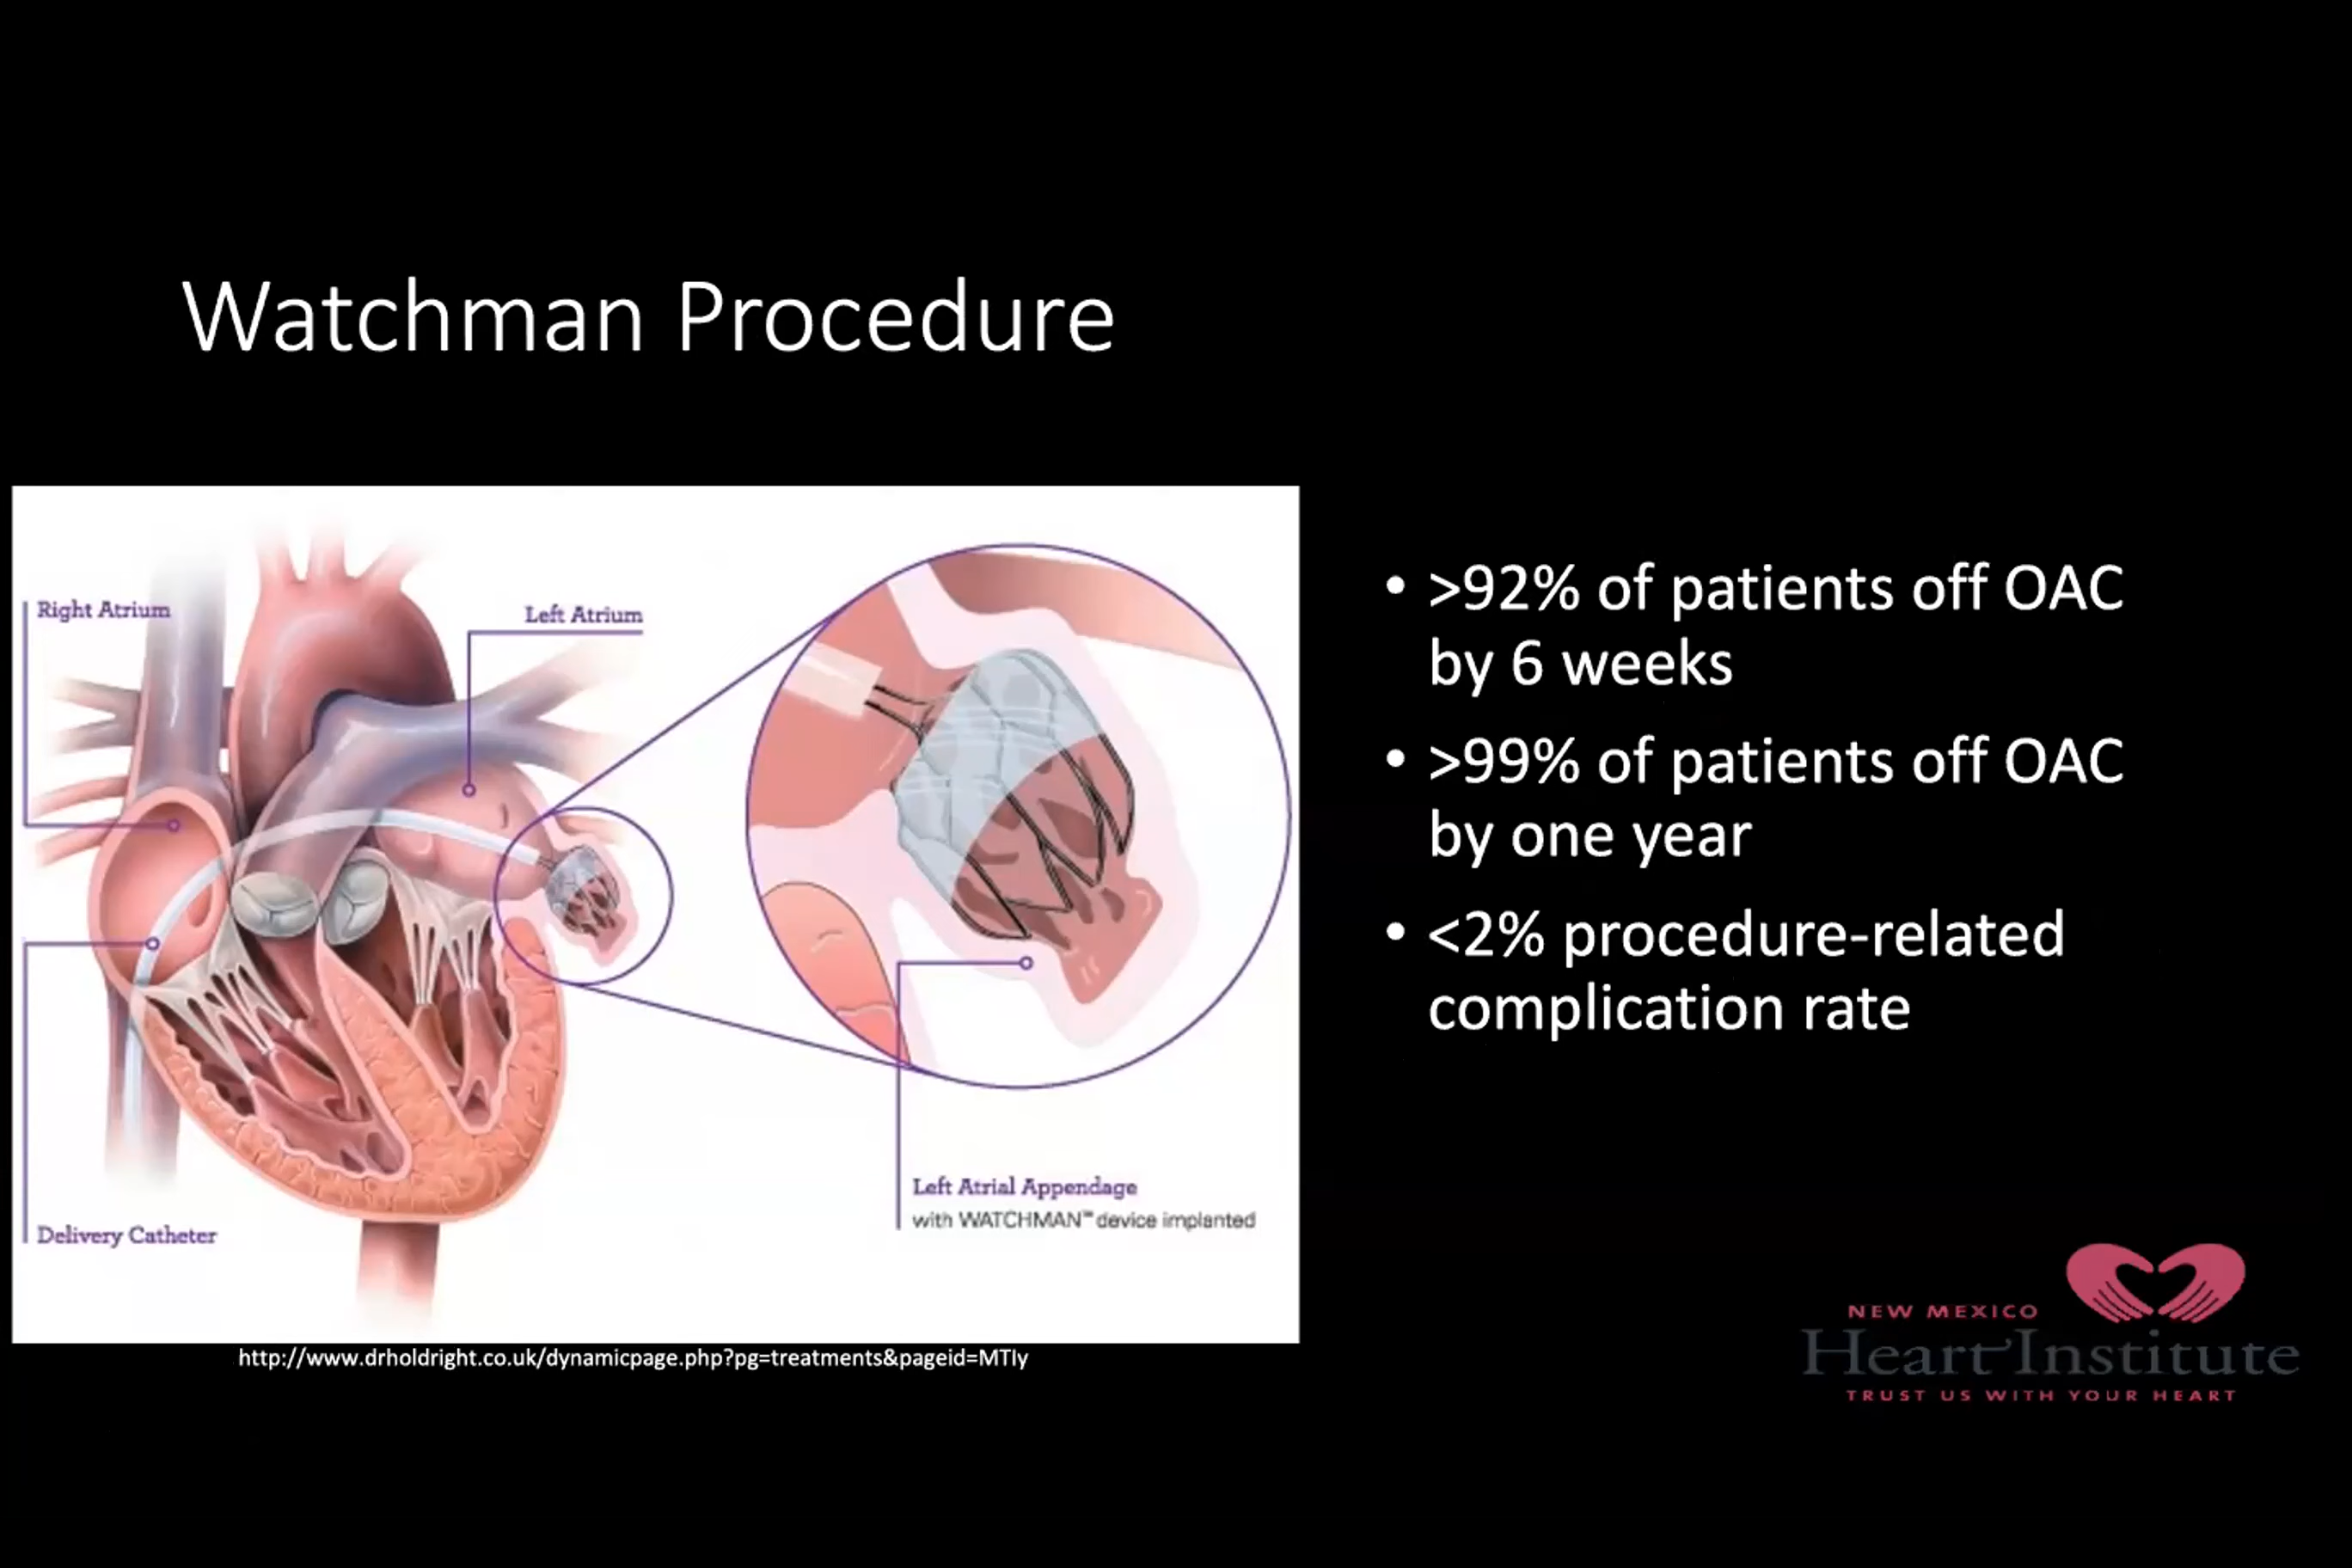 Watchman Procedure
Right Atrium
Left Atrium
Delivery Catheter
Left Atrial Appendage
with WATCHMAN™ device implanted
http://www.drholdright.co.uk/dynamicpage.php?pg=treatments&pageid=MTIy
• >92% of patients off OAC
by 6 weeks
• >99% of patients off OAC
by one year
• <2% procedure-related
complication rate
NEW MEXICO
Heart Institute
TRUST US WITH YOUR HEART